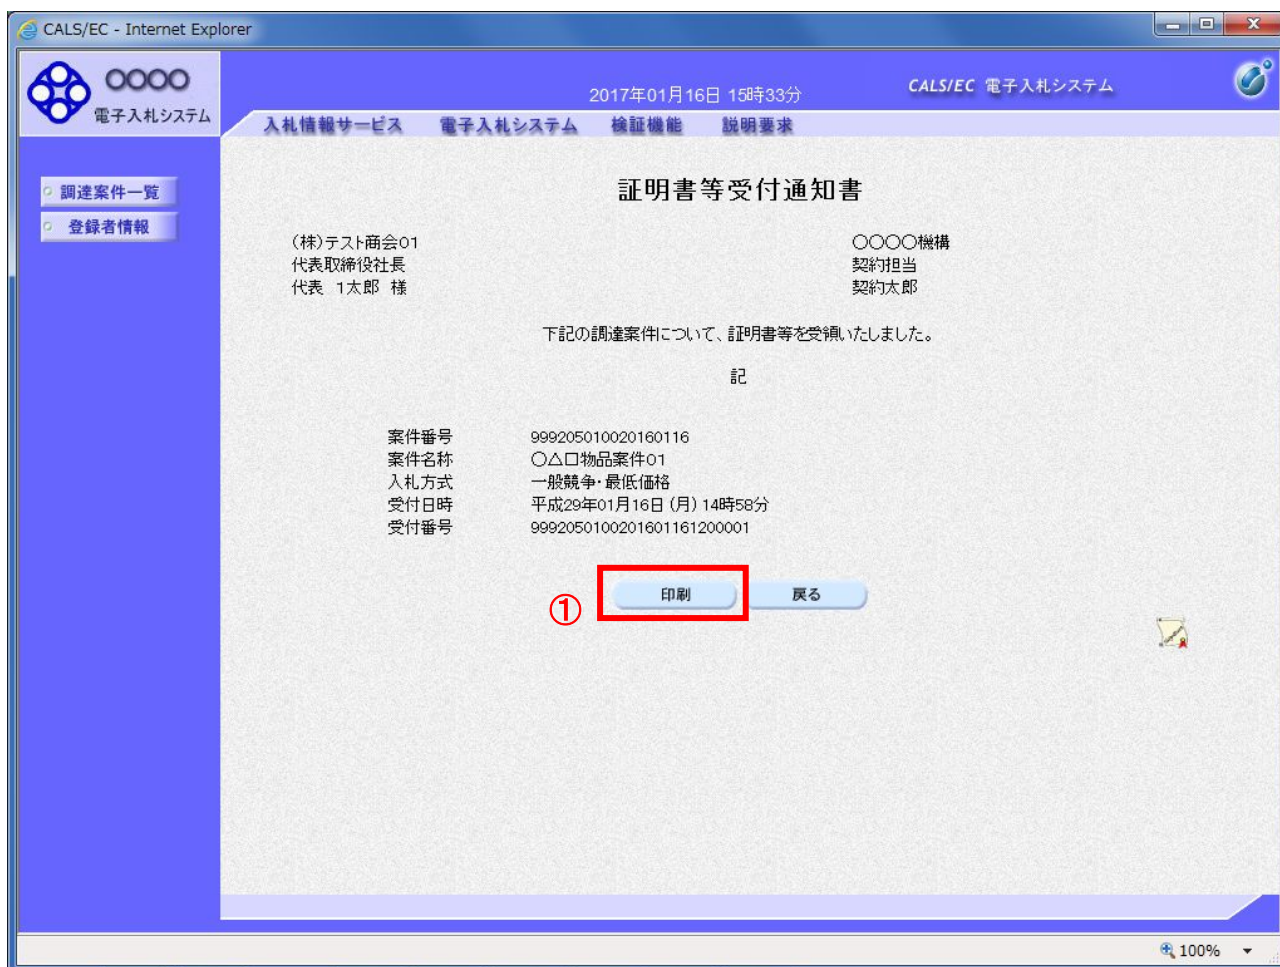 CALS/EC - Internet Explorer
〇〇〇〇
電子入札システム
2017年01月16日 15時33分
CALS/EC 電子入札システム
入札情報サービス 電子入札システム 検証機能 説明要求
調達案件一覧
登録者情報
証明書等受付通知書
(株)テスト商会01
代表取締役社長
代表 1太郎 様
〇〇〇〇機構
契約担当
契約太郎
下記の調達案件について、証明書等を受領いたしました。
記
案件番号 999205010020160116
案件名称 〇△口物品案件01
入札方式 一般競争・最低価格
受付日時 平成29年01月16日 (月) 14時58分
受付番号 9992050100201601161200001
①
印刷 戻る
100%